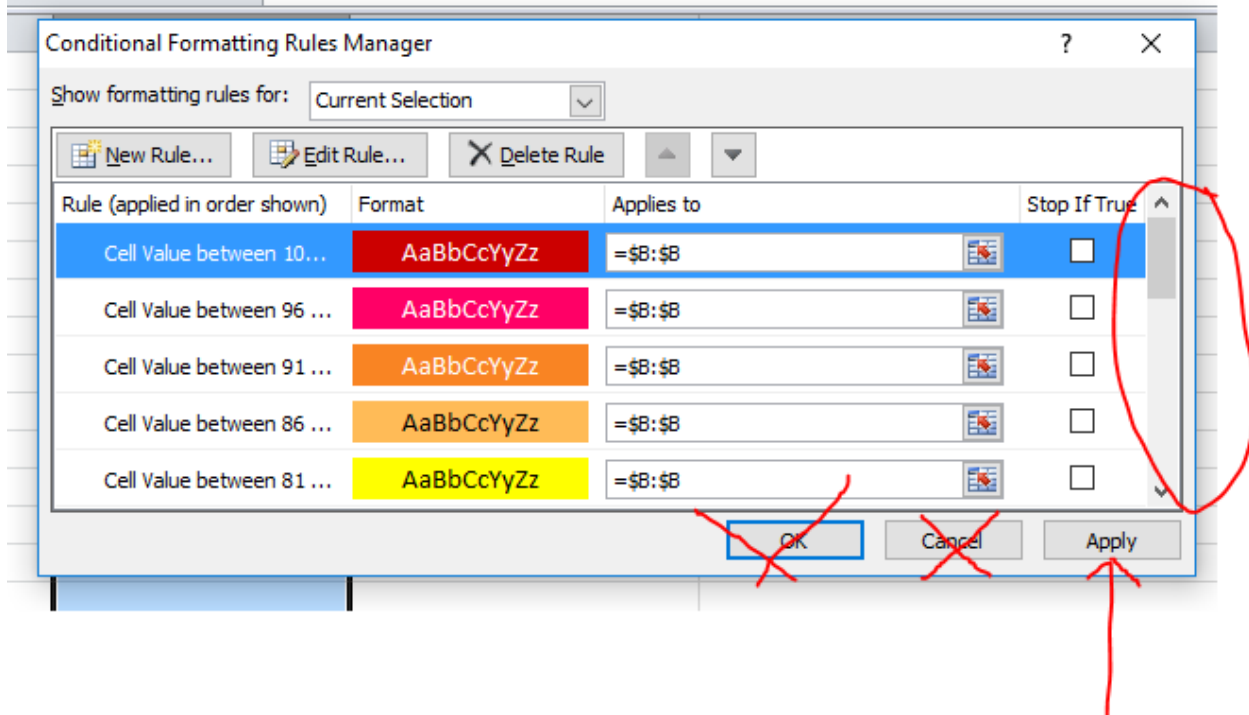 Conditional Formatting Rules Manager ? X
Show formatting rules for: Current Selection
New Rule... Edit Rule... Delete Rule
Rule (applied in order shown) Format Applies to Stop If True
Cell Value between 10... AaBbCcYyZz =$B:$B
Cell Value between 96 ... AaBbCcYyZz =$B:$B
Cell Value between 91 ... AaBbCcYyZz =$B:$B
Cell Value between 86 ... AaBbCcYyZz =$B:$B
Cell Value between 81 ... AaBbCcYyZz =$B:$B
OK Cancel Apply